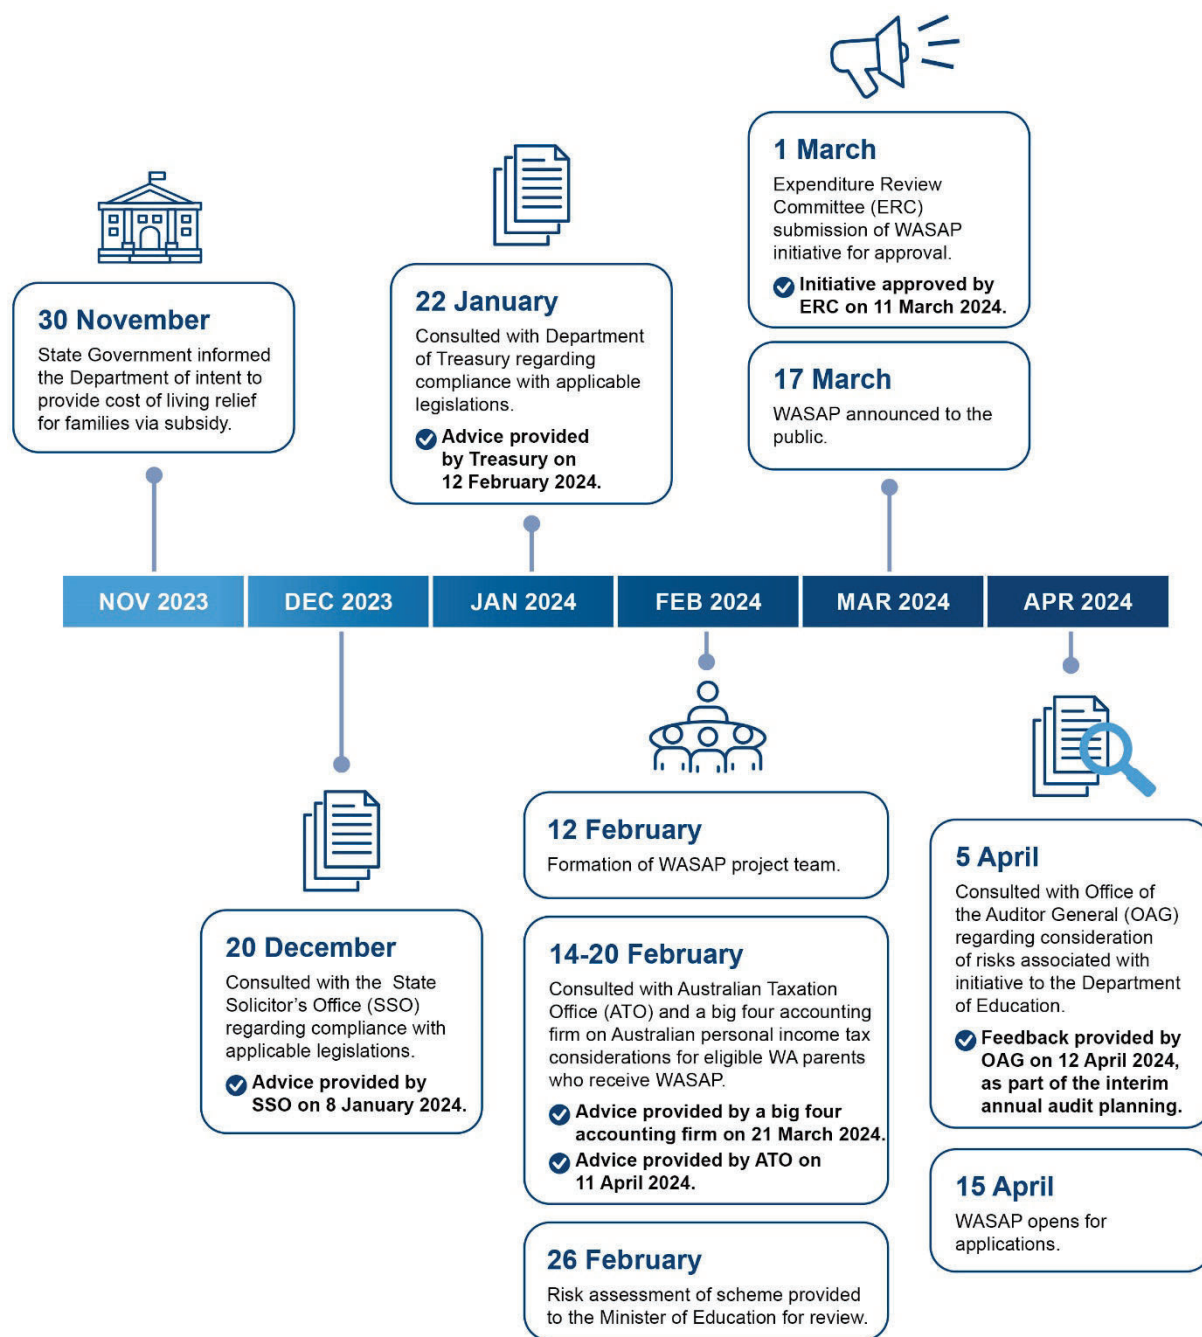 30 November
State Government informed
the Department of intent to
provide cost of living relief
for families via subsidy.
22 January
Consulted with Department
of Treasury regarding
compliance with applicable
legislations.
Advice provided
by Treasury on
12 February 2024.
1 March
Expenditure Review
Committee (ERC)
submission of WASAP
initiative for approval.
Initiative approved by
ERC on 11 March 2024.
17 March
WASAP announced to the
public.
NOV 2023
DEC 2023
JAN 2024
FEB 2024
MAR 2024
APR 2024
20 December
Consulted with the State
Solicitor's Office (SSO)
regarding compliance with
applicable legislations.
Advice provided by
SSO on 8 January 2024.
12 February
Formation of WASAP project team.
14-20 February
Consulted with Australian Taxation
Office (ATO) and a big four accounting
firm on Australian personal income tax
considerations for eligible WA parents
who receive WASAP.
Advice provided by a big four
accounting firm on 21 March 2024.
Advice provided by ATO on
11 April 2024.
26 February
Risk assessment of scheme provided
to the Minister of Education for review.
5 April
Consulted with Office of
the Auditor General (OAG)
regarding consideration
of risks associated with
initiative to the Department
of Education.
Feedback provided by
OAG on 12 April 2024,
as part of the interim
annual audit planning.
15 April
WASAP opens for
applications.